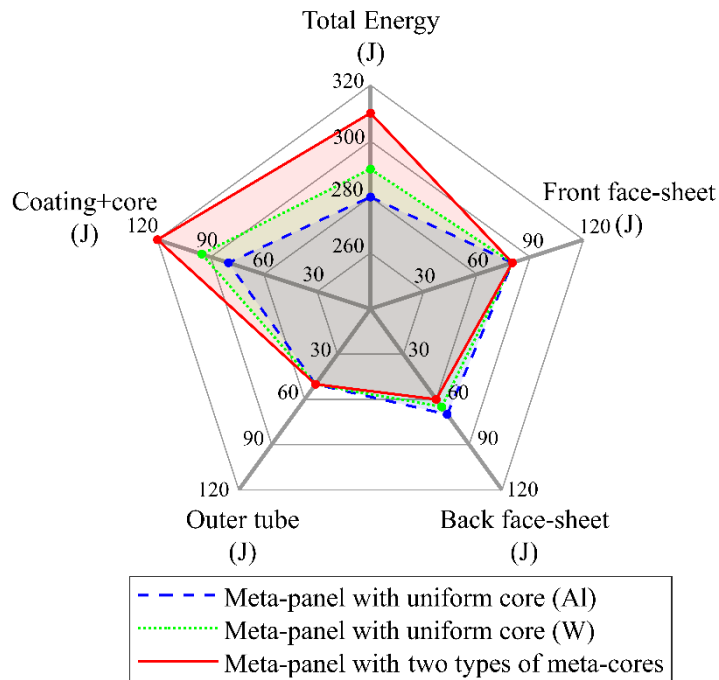 Total Energy
(J)
320
300
280
260
Front face-sheet
(J)
120
90
60
30
Coating+core
(J)
120
90
60
30
30
60
90
120
Outer tube
(J)
30
60
90
120
Back face-sheet
(J)
Meta-panel with uniform core (Al)
Meta-panel with uniform core (W)
Meta-panel with two types of meta-cores